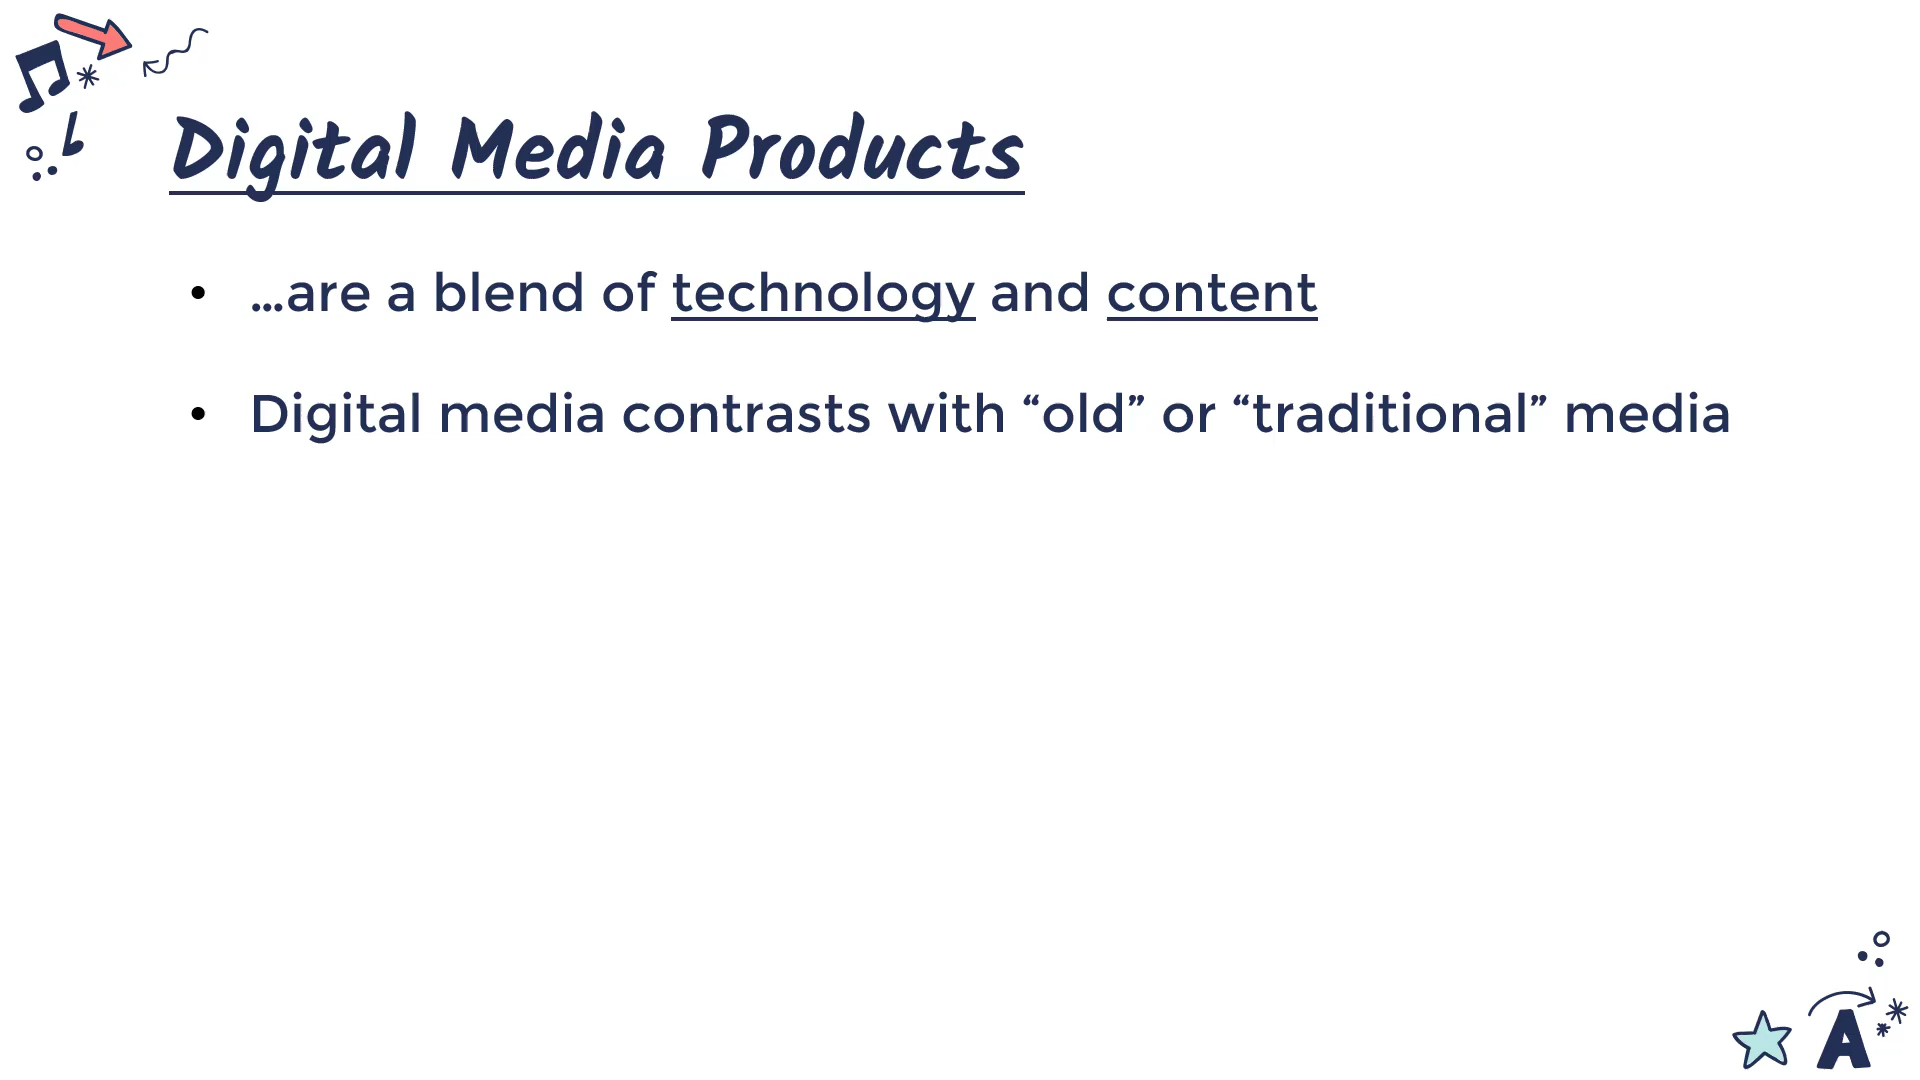 Digital Media Products
• …are a blend of technology and content
• Digital media contrasts with “old” or “traditional” media
A